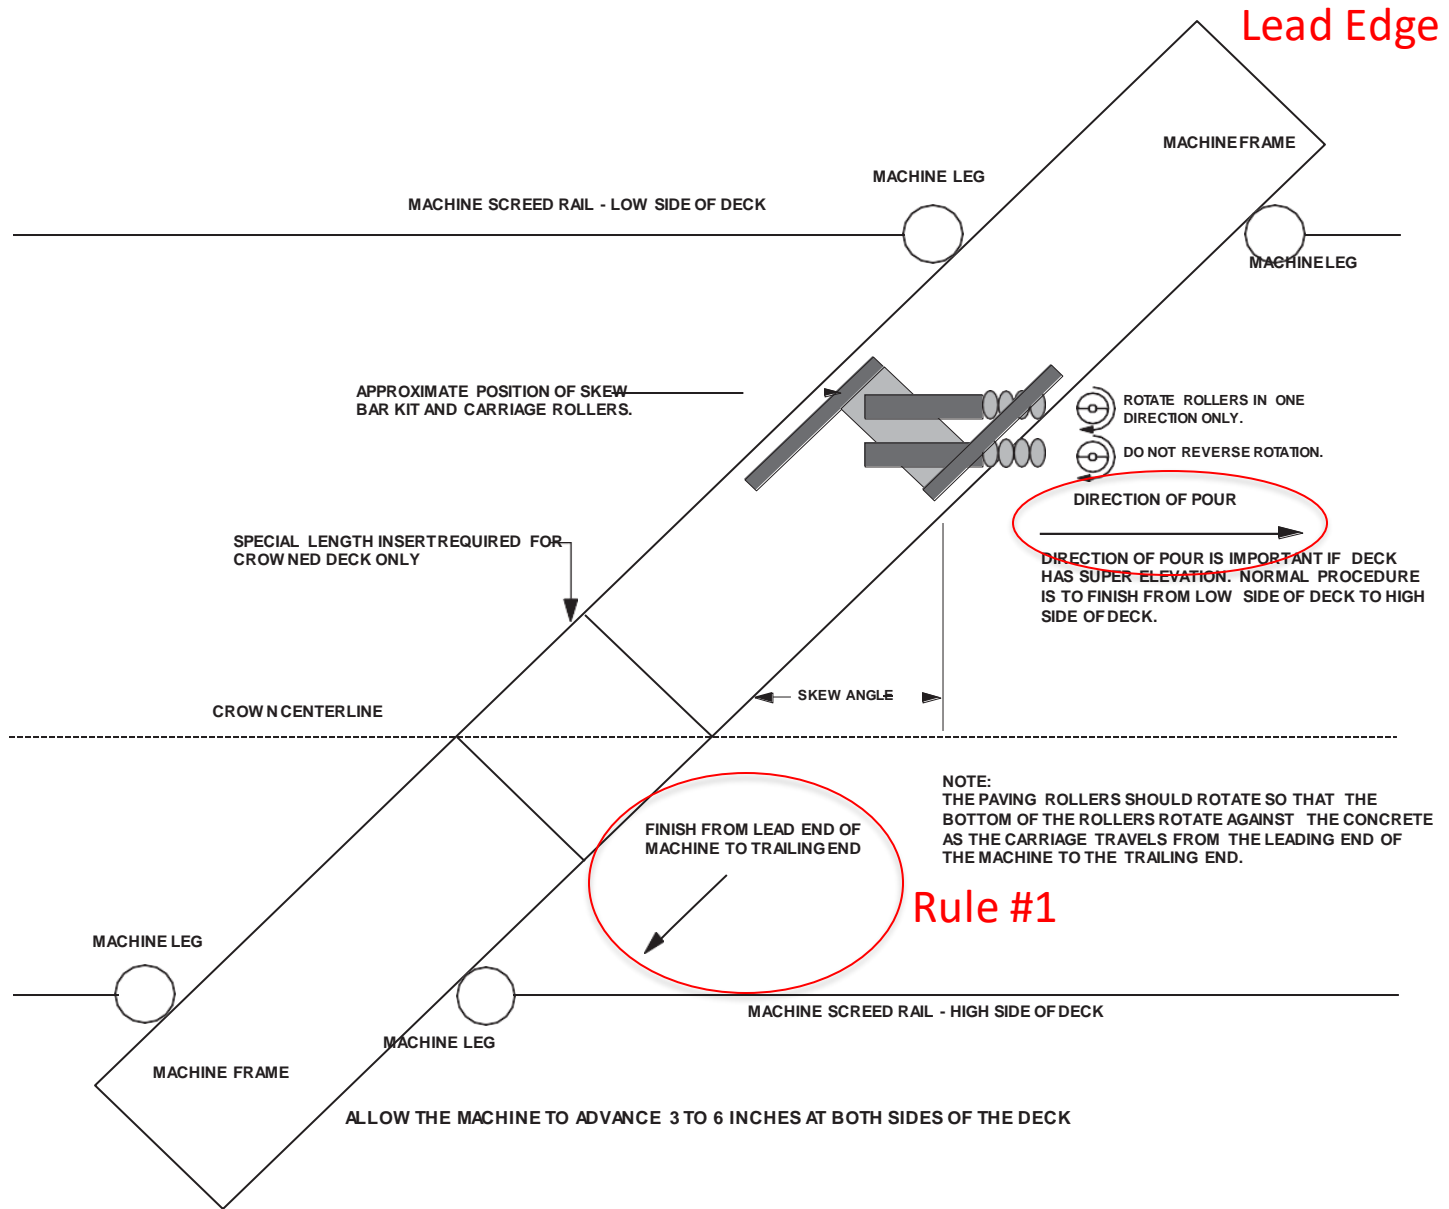 Lead Edge
MACHINE FRAME
MACHINE LEG
MACHINE SCREED RAIL - LOW SIDE OF DECK
MACHINE LEG
APPROXIMATE POSITION OF SKEW
BAR KIT AND CARRIAGE ROLLERS.
ROTATE ROLLERS IN ONE
DIRECTION ONLY.
DO NOT REVERSE ROTATION.
DIRECTION OF POUR
DIRECTION OF POUR IS IMPORTANT IF DECK
HAS SUPER ELEVATION. NORMAL PROCEDURE
IS TO FINISH FROM LOW SIDE OF DECK TO HIGH
SIDE OF DECK.
SPECIAL LENGTH INSERT REQUIRED FOR
CROWNED DECK ONLY
SKEW ANGLE
CROWN CENTERLINE
NOTE:
THE PAVING ROLLERS SHOULD ROTATE SO THAT THE
BOTTOM OF THE ROLLERS ROTATE AGAINST THE CONCRETE
AS THE CARRIAGE TRAVELS FROM THE LEADING END OF
THE MACHINE TO THE TRAILING END.
FINISH FROM LEAD END OF
MACHINE TO TRAILING END
Rule #1
MACHINE LEG
MACHINE SCREED RAIL - HIGH SIDE OF DECK
MACHINE LEG
MACHINE FRAME
ALLOW THE MACHINE TO ADVANCE 3 TO 6 INCHES AT BOTH SIDES OF THE DECK